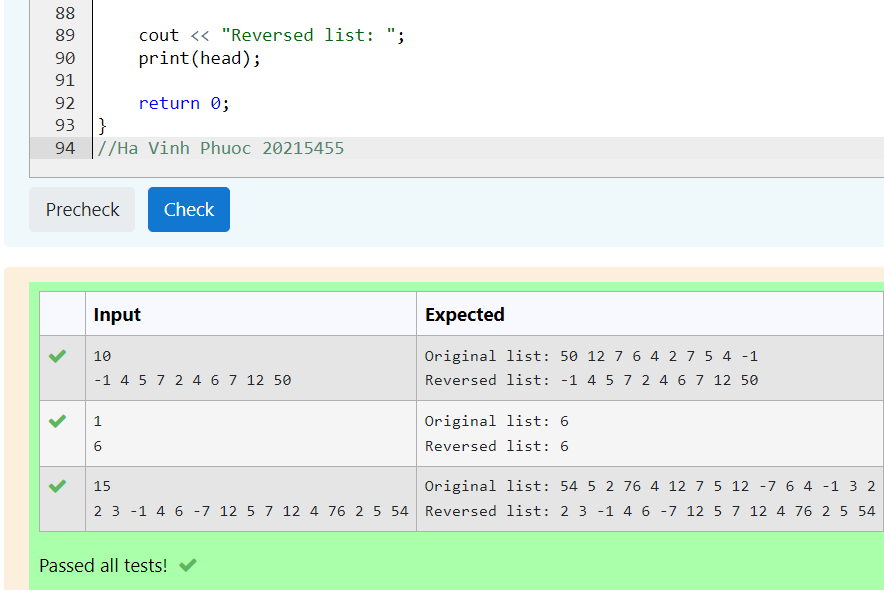 88
89 cout << "Reversed list: ";
90 print(head);
91
92 return 0;
93 }
94 //Ha Vinh Phuoc 20215455
Precheck Check
Input Expected
10 Original list: 50 12 7 6 4 2 7 5 4 -1
-1 4 5 7 2 4 6 7 12 50 Reversed list: -1 4 5 7 2 4 6 7 12 50
1 Original list: 6
6 Reversed list: 6
15 Original list: 54 5 2 76 4 12 7 5 12 -7 6 4 -1 3 2
2 3 -1 4 6 -7 12 5 7 12 4 76 2 5 54 Reversed list: 2 3 -1 4 6 -7 12 5 7 12 4 76 2 5 54
Passed all tests!